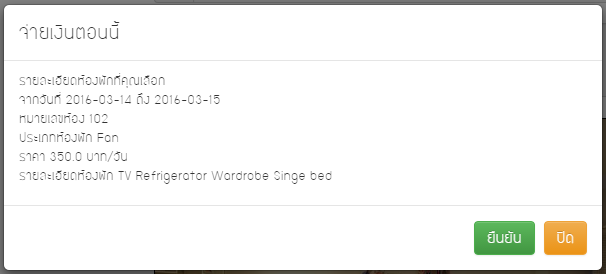 จ่ายเงินตอนนี้
รายละเอียดห้องพักที่คุณเลือก
จากวันที่ 2016-03-14 ถึง 2016-03-15
หมายเลขห้อง 102
ประเภทห้องพัก Fan
ราคา 350.0 บาท/วัน
รายละเอียดห้องพัก TV Refrigerator Wardrobe Singe bed
ยืนยัน ปิด